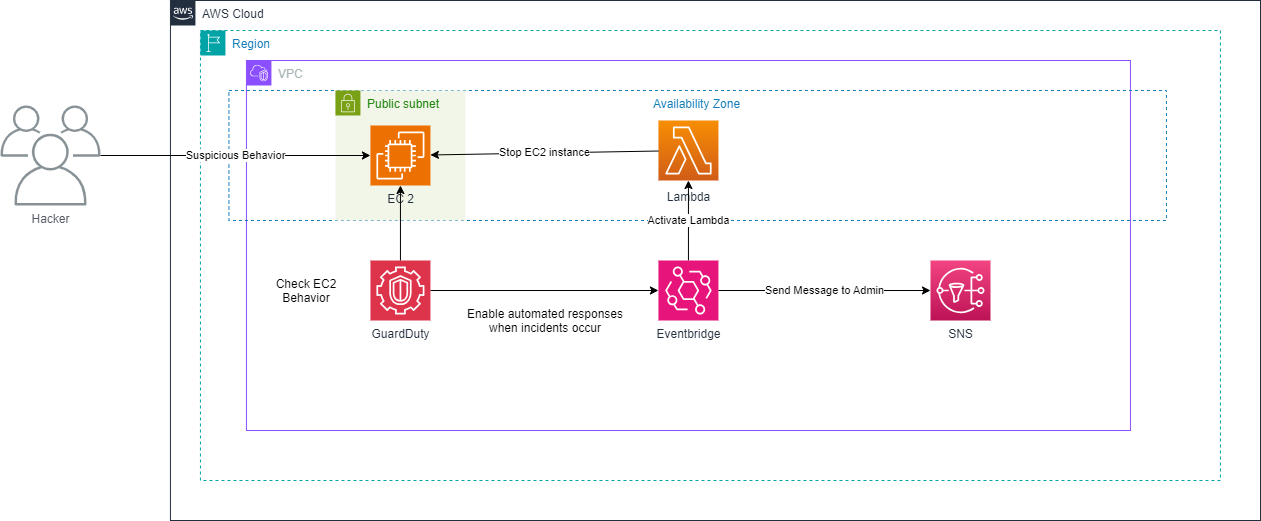 aws
AWS Cloud
Region
VPC
Public subnet
Availability Zone
Suspicious Behavior
Stop EC2 instance
EC 2
Lambda
Hacker
Activate Lambda
Check EC2
Behavior
Send Message to Admin
Enable automated responses
when incidents occur
GuardDuty
Eventbridge
SNS